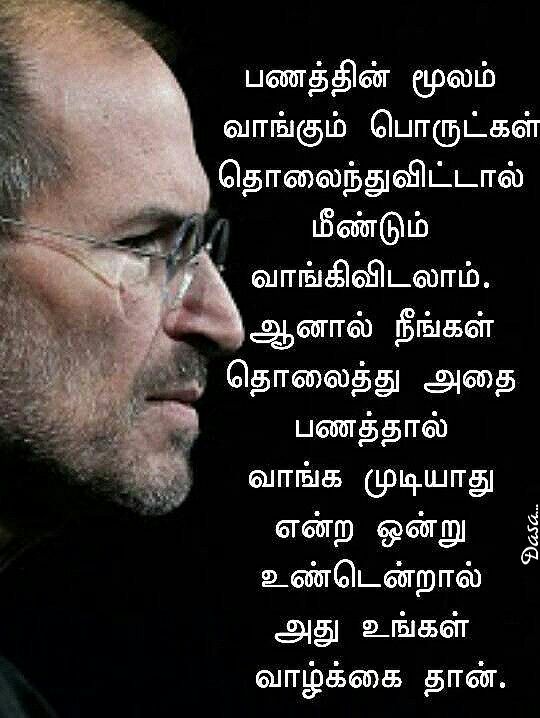 பணத்தின் மூலம்
வாங்கும் பொருட்கள்
தொலைந்துவிட்டால்
மீண்டும்
வாங்கிவிடலாம்.
ஆனால் நீங்கள்
தொலைத்து அதை
பணத்தால்
வாங்க முடியாது
என்ற ஒன்று
உண்டென்றால்
அது உங்கள்
வாழ்க்கை தான்.
Dasa...